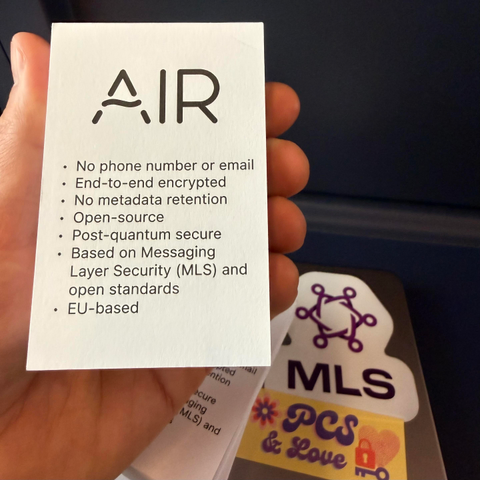 AIR
• No phone number or email
• End-to-end encrypted
• No metadata retention
• Open-source
• Post-quantum secure
• Based on Messaging
Layer Security (MLS) and
open standards
• EU-based
MLS
PCS
& Love